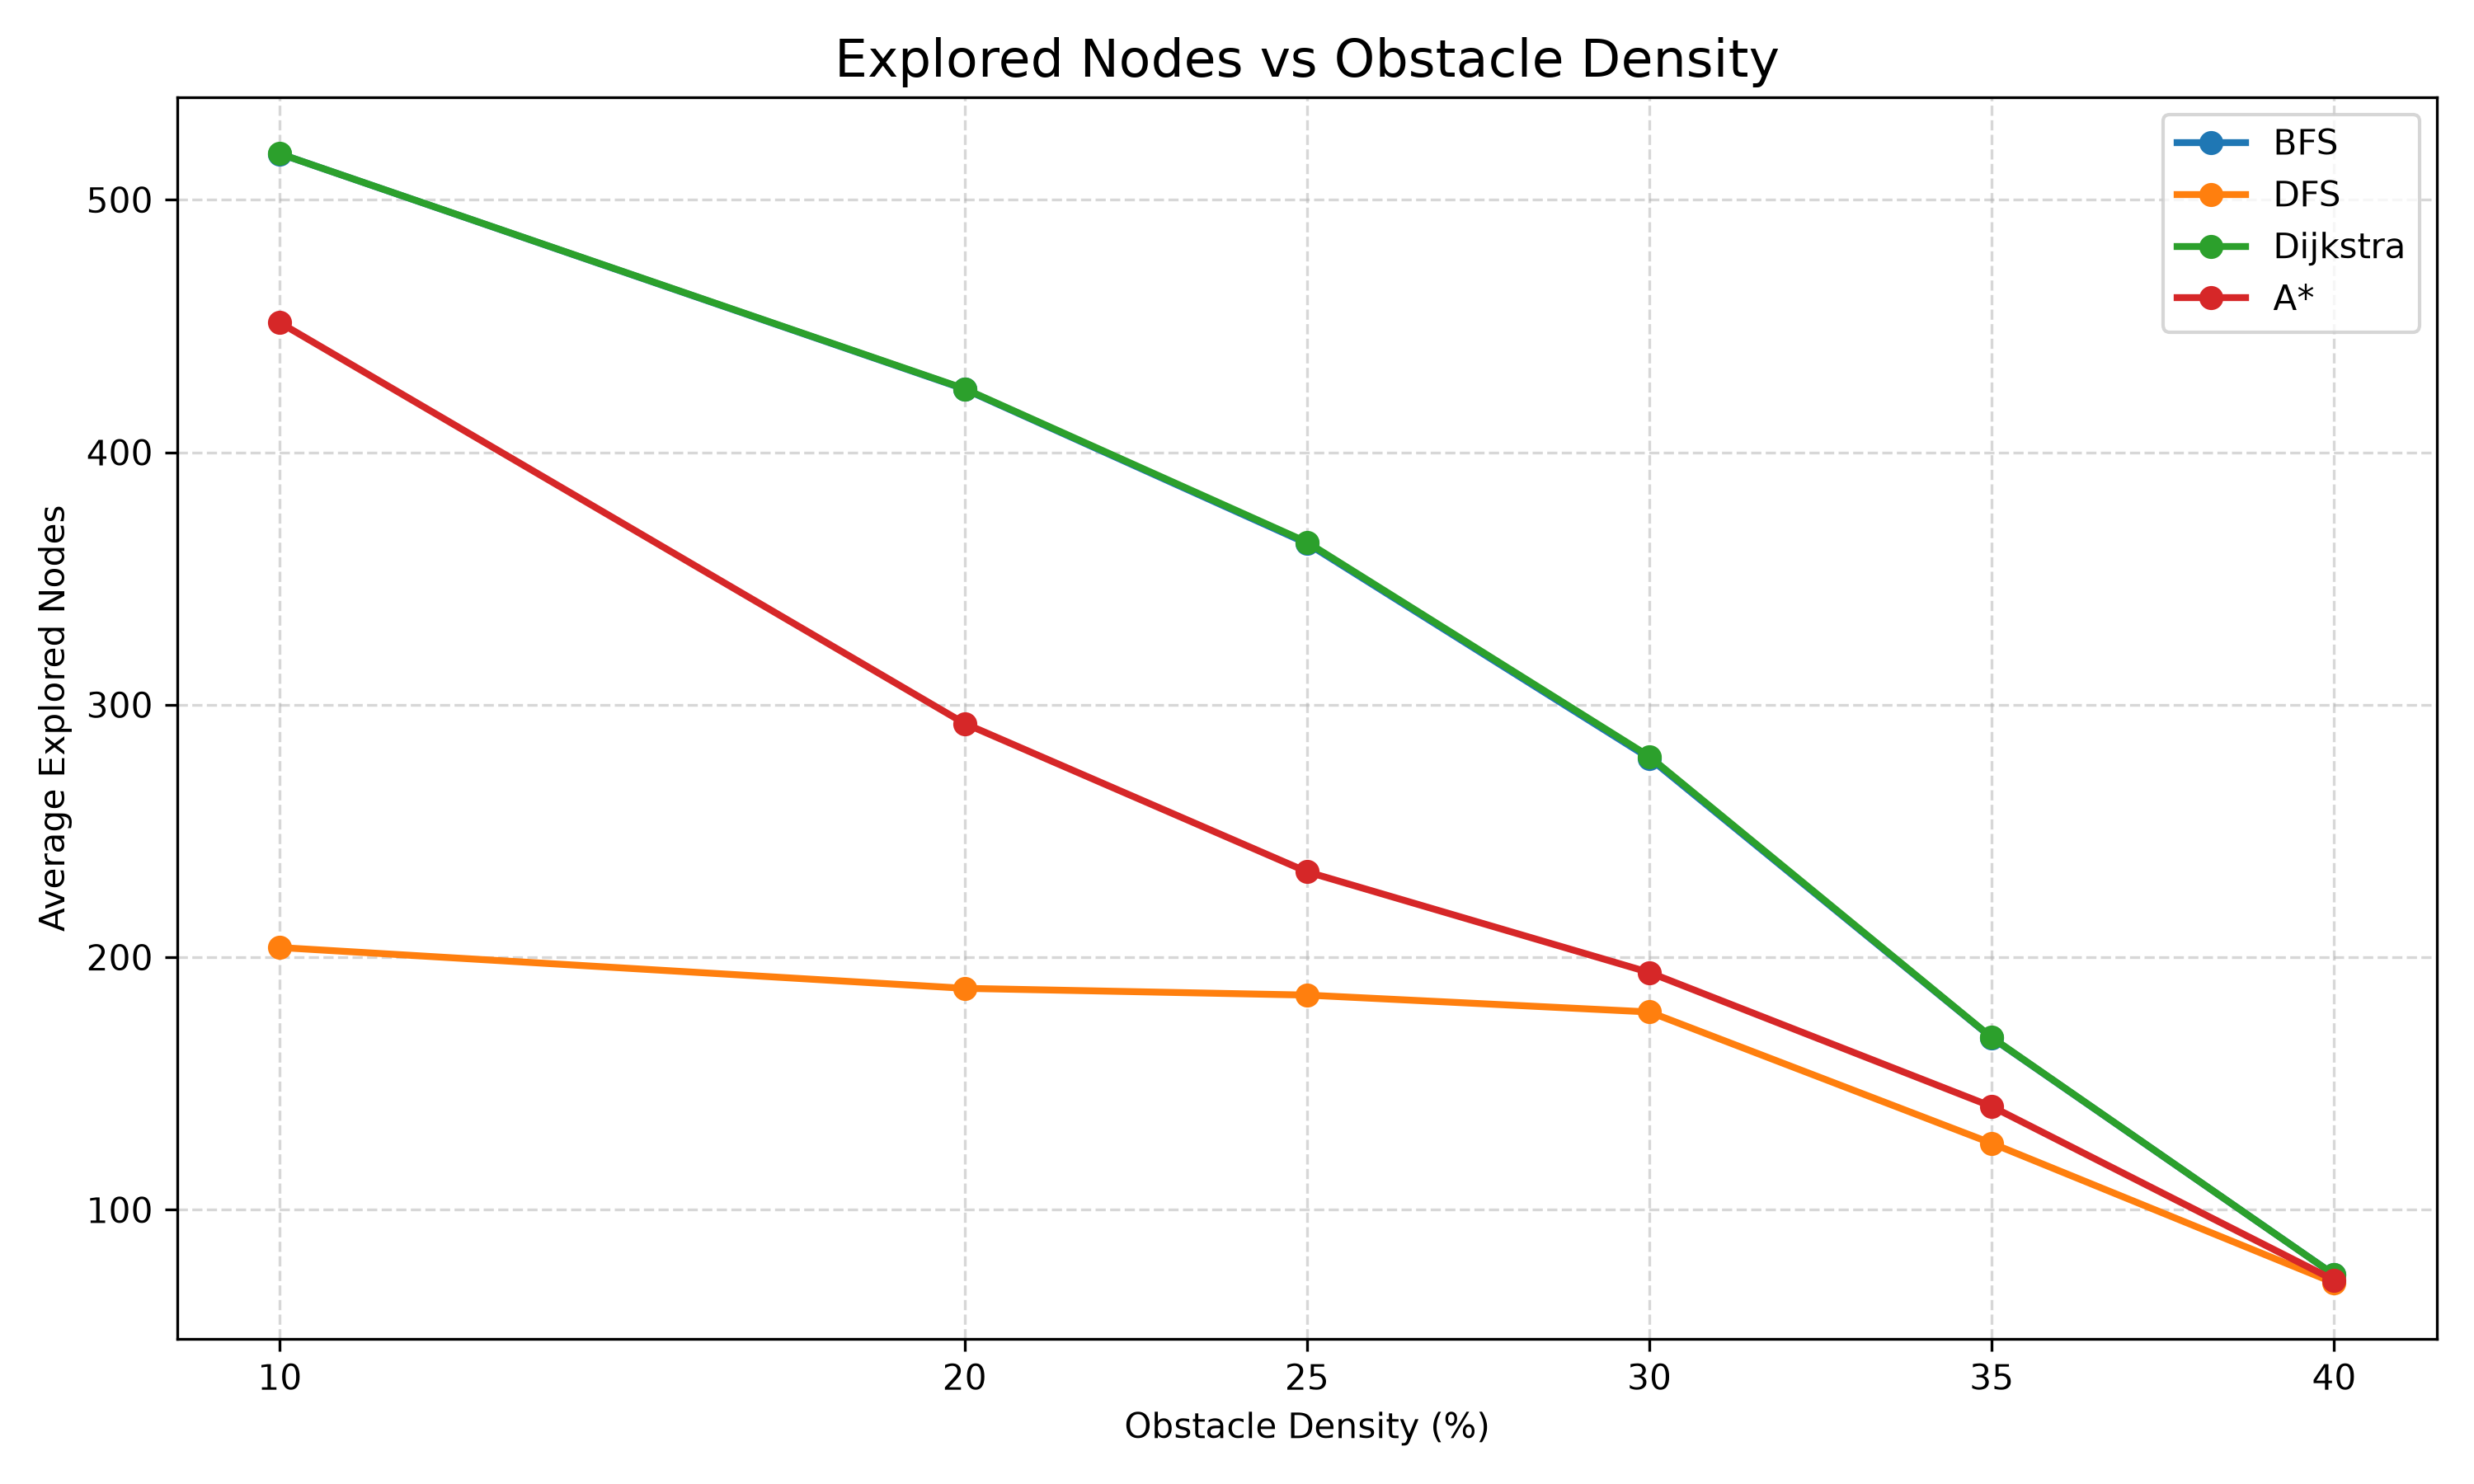 Explored Nodes vs Obstacle Density
BFS
DFS
Dijkstra
A*
500
400
300
200
100
Average Explored Nodes
10
20
25
30
35
40
Obstacle Density (%)